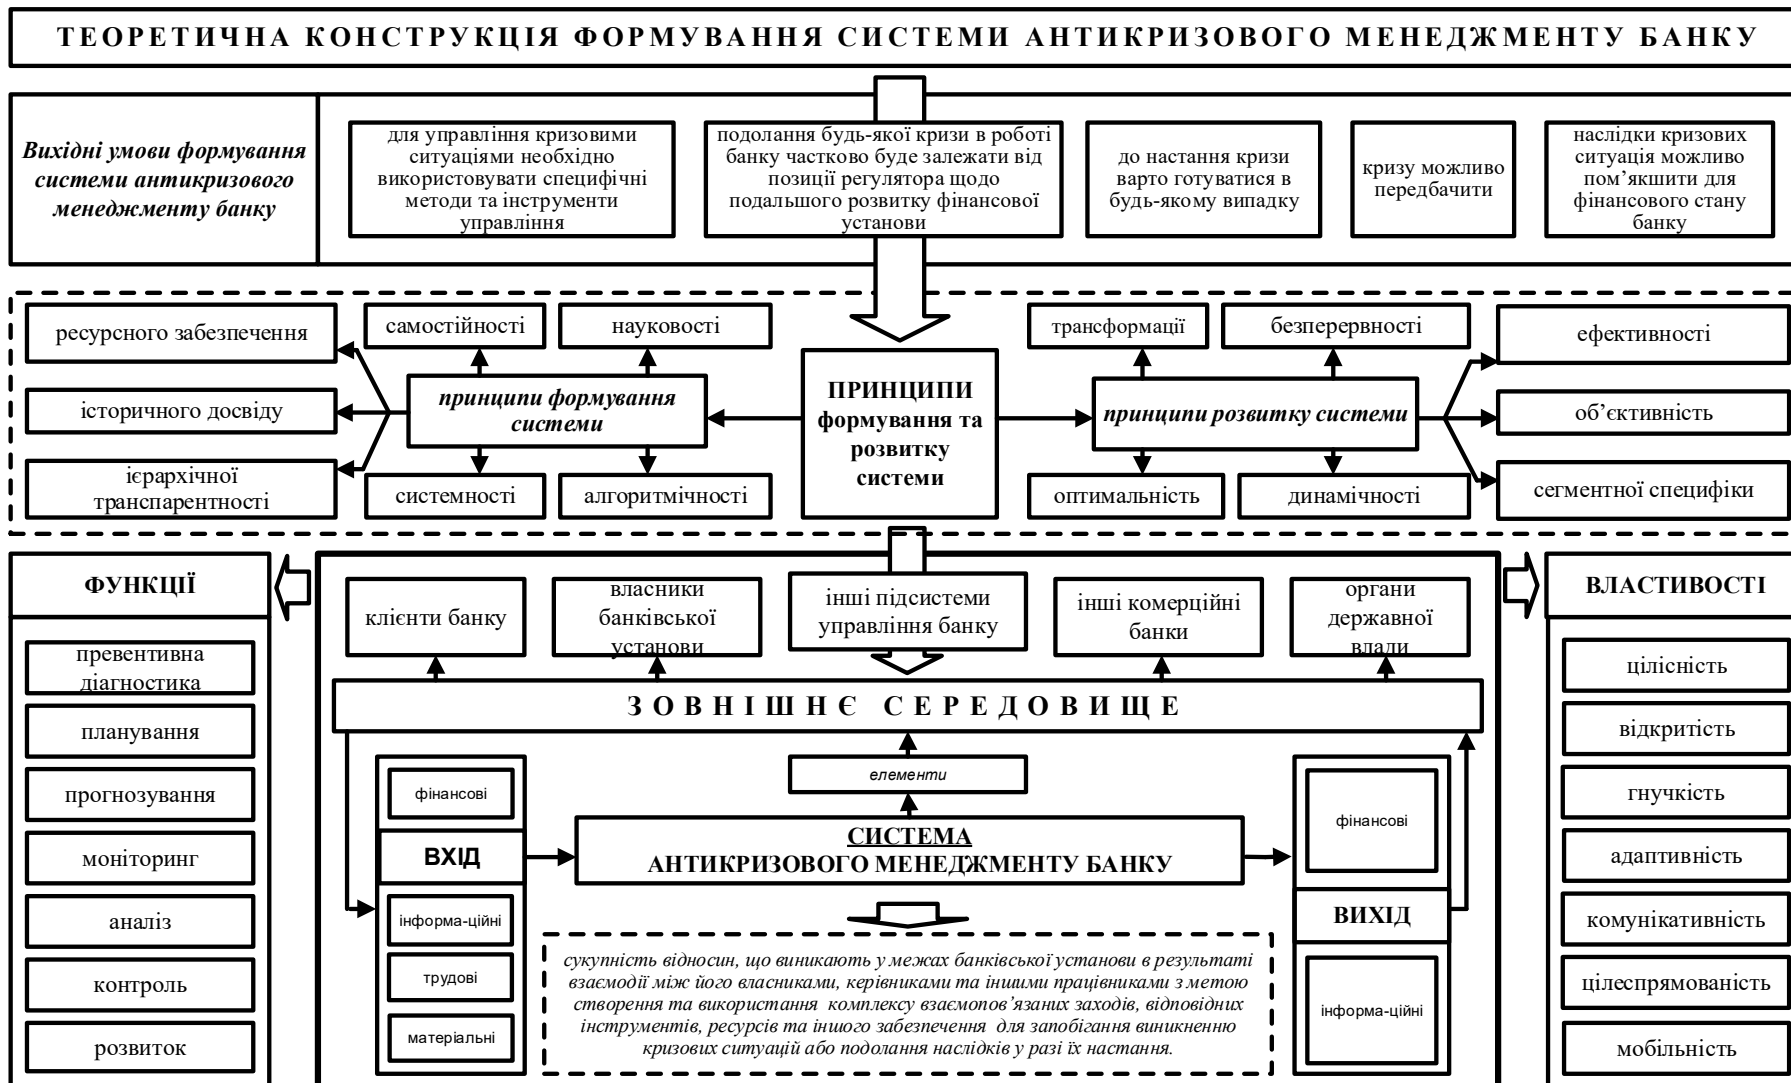 ТЕОРЕТИЧНА КОНСТРУКЦІЯ ФОРМУВАННЯ СИСТЕМИ АНТИКРИЗОВОГО МЕНЕДЖМЕНТУ БАНКУ
Вихідні умови формування
системи антикризового
менеджменту банку
для управління кризовими
ситуаціями необхідно
використовувати специфічні
методи та інструменти
управління
подолання будь-якої кризи в роботі
банку частково буде залежати від
позиції регулятора щодо
подальшого розвитку фінансової
установи
до настання кризи
варто готуватися в
будь-якому випадку
кризу можливо
передбачити
наслідки кризових
ситуація можливо
пом’якшити для
фінансового стану
банку
ресурсного забезпечення
історичного досвіду
ієрархічної
транспарентності
самостійності
науковості
принципи формування
системи
системності
алгоритмічності
ПРИНЦИПИ
формування та
розвитку
системи
трансформації
безперервності
принципи розвитку системи
оптимальність
динамічності
ефективності
об’єктивність
сегментної специфіки
ФУНКЦІЇ
превентивна
діагностика
планування
прогнозування
моніторинг
аналіз
контроль
розвиток
клієнти банку
власники
банківської
установи
інші підсистеми
управління банку
інші комерційні
банки
органи
державної
влади
ЗОВНІШНЄ СЕРЕДОВИЩЕ
елементи
фінансові
ВХІД
інформа-ційні
трудові
матеріальні
СИСТЕМА
АНТИКРИЗОВОГО МЕНЕДЖМЕНТУ БАНКУ
сукупність відносин, що виникають у межах банківської установи в результаті
взаємодії між його власниками, керівниками та іншими працівниками з метою
створення та використання комплексу взаємопов’язаних заходів, відповідних
інструментів, ресурсів та іншого забезпечення для запобігання виникненню
кризових ситуацій або подолання наслідків у разі їх настання.
фінансові
ВИХІД
інформа-ційні
ВЛАСТИВОСТІ
цілісність
відкритість
гнучкість
адаптивність
комунікативність
цілеспрямованість
мобільність